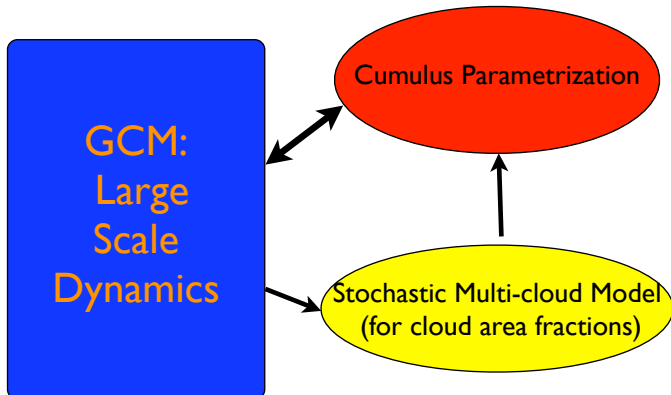 GCM:
Large
Scale
Dynamics
Cumulus Parametrization
Stochastic Multi-cloud Model
(for cloud area fractions)